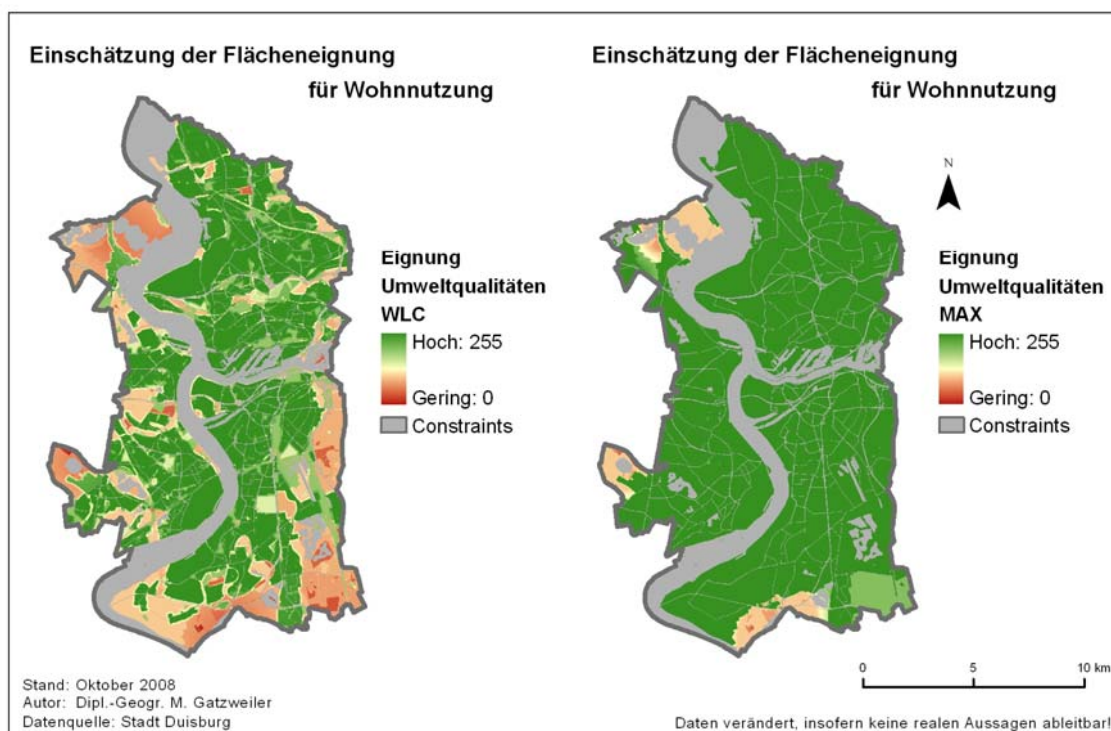 Einschätzung der Flächeneignung
für Wohnnutzung
Eignung
Umweltqualitäten
WLC
Hoch: 255
Gering: 0
Constraints
Stand: Oktober 2008
Autor: Dipl.-Geogr. M. Gatzweiler
Datenquelle: Stadt Duisburg
Einschätzung der Flächeneignung
für Wohnnutzung
N
Eignung
Umweltqualitäten
MAX
Hoch: 255
Gering: 0
Constraints
0 5 10 km
Daten verändert, insofern keine realen Aussagen ableitbar!